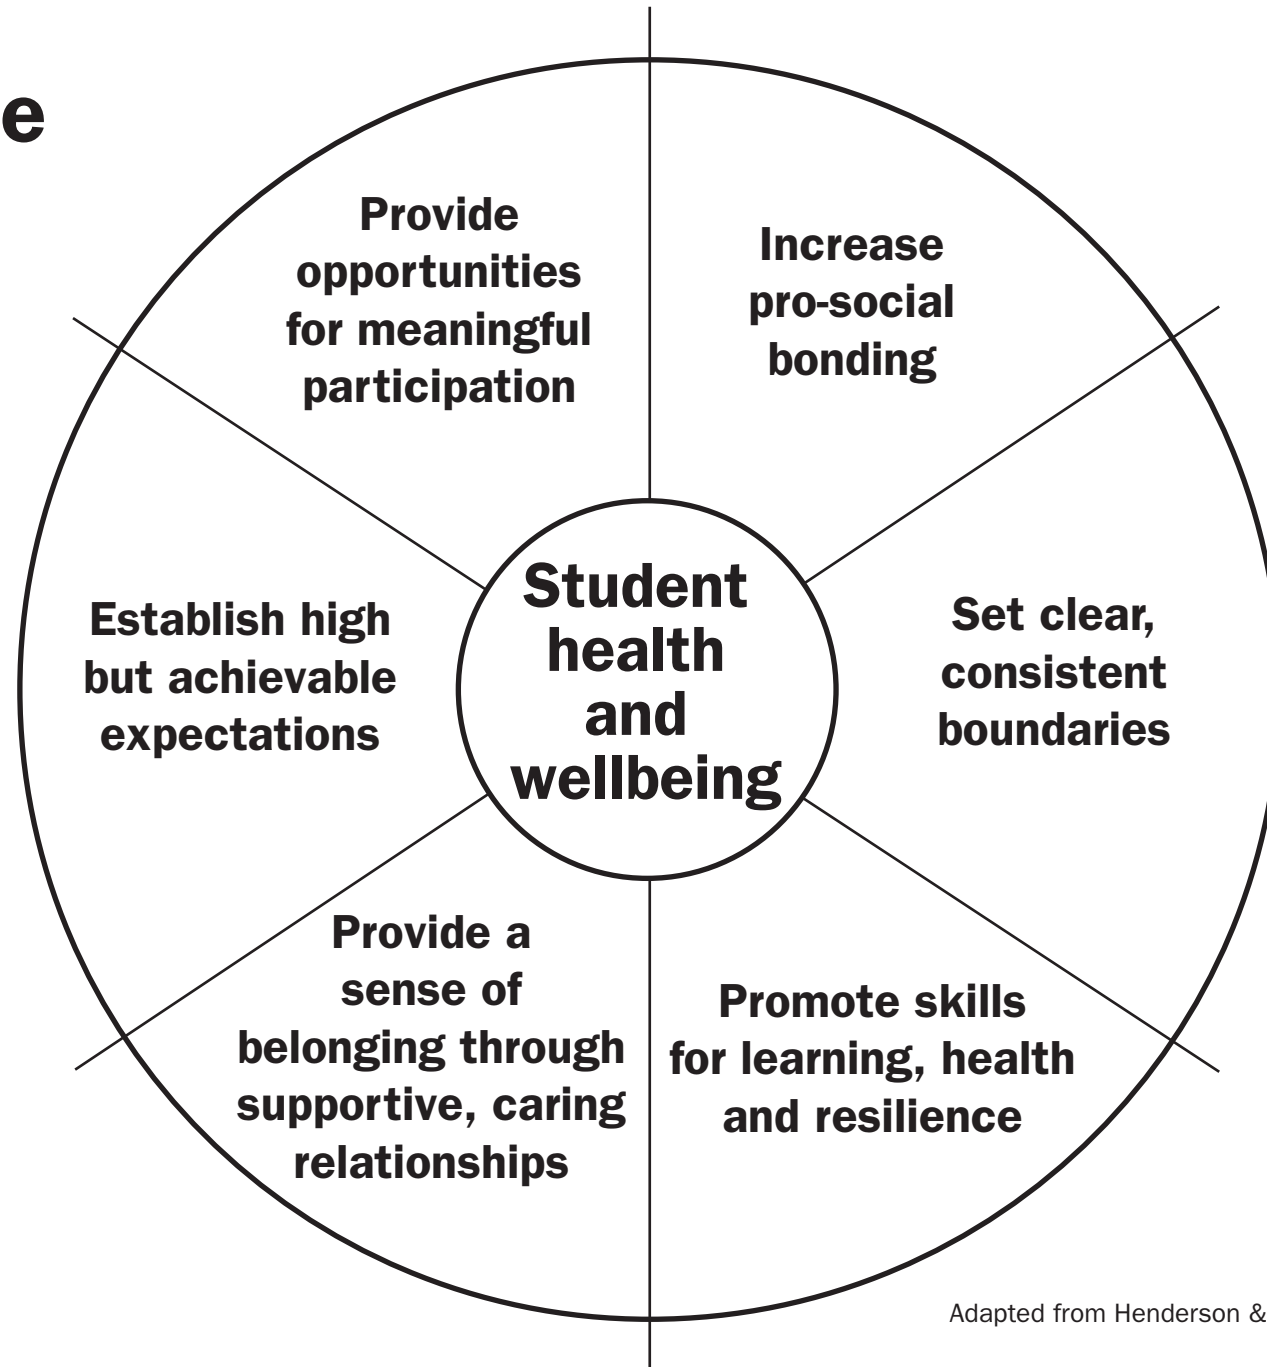 e
Provide
opportunities
for meaningful
participation
Increase
pro-social
bonding
Establish high
but achievable
expectations
Student
health
and
wellbeing
Set clear,
consistent
boundaries
Provide a
sense of
belonging through
supportive, caring
relationships
Promote skills
for learning, health
and resilience
Adapted from Henderson &